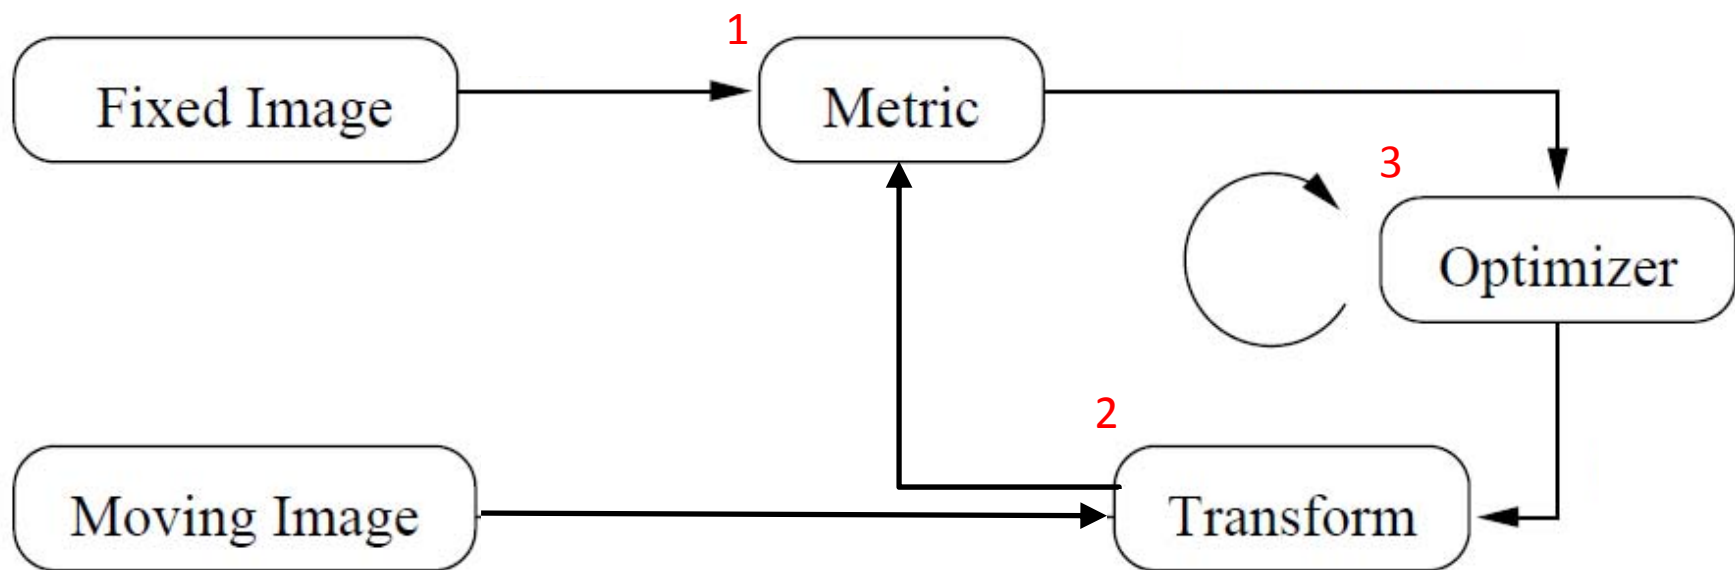 1
Fixed Image
Metric
3
Optimizer
2
Moving Image
Transform